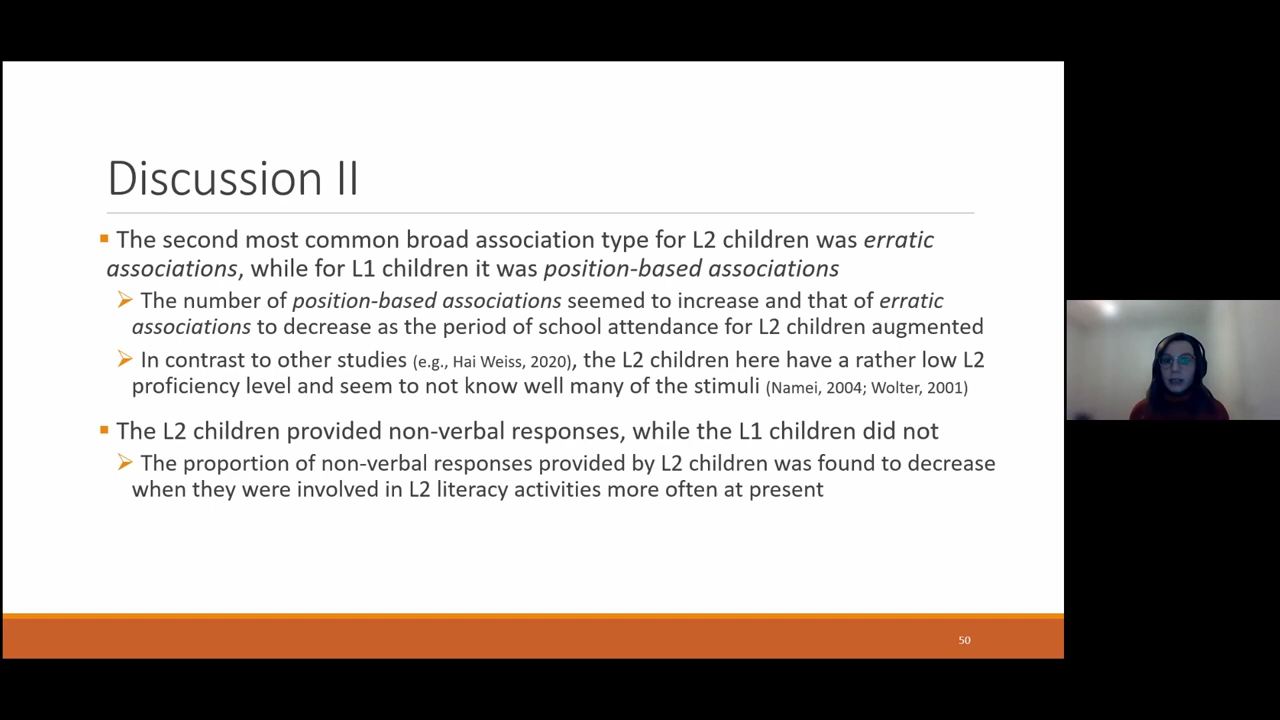 Discussion II
▪ The second most common broad association type for L2 children was erratic
associations, while for L1 children it was position-based associations
➢ The number of position-based associations seemed to increase and that of erratic
associations to decrease as the period of school attendance for L2 children augmented
➢ In contrast to other studies (e.g., Hai Weiss, 2020), the L2 children here have a rather low L2
proficiency level and seem to not know well many of the stimuli (Namei, 2004; Wolter, 2001)
▪ The L2 children provided non-verbal responses, while the L1 children did not
➢ The proportion of non-verbal responses provided by L2 children was found to decrease
when they were involved in L2 literacy activities more often at present
50